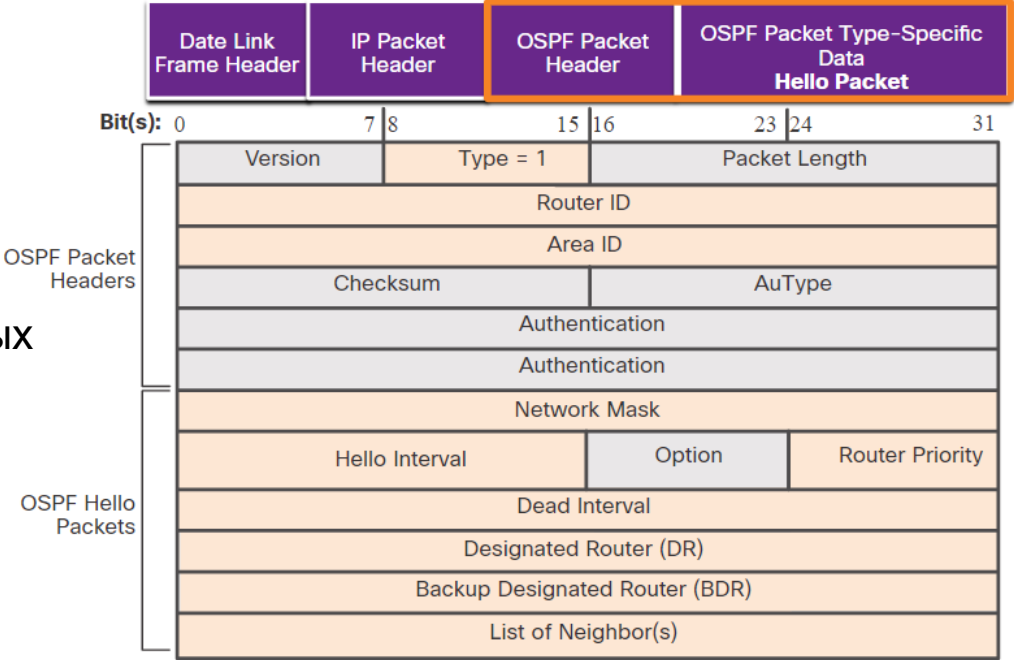 Date Link
Frame Header
IP Packet
Header
OSPF Packet
Header
OSPF Packet Type-Specific
Data
Hello Packet
Bit(s): 0 7 8 15 16 23 24 31
Version Type = 1 Packet Length
Router ID
Area ID
OSPF Packet
Headers
Checksum AuType
ых
Authentication
Authentication
Network Mask
Hello Interval Option Router Priority
OSPF Hello
Packets
Dead Interval
Designated Router (DR)
Backup Designated Router (BDR)
List of Neighbor(s)